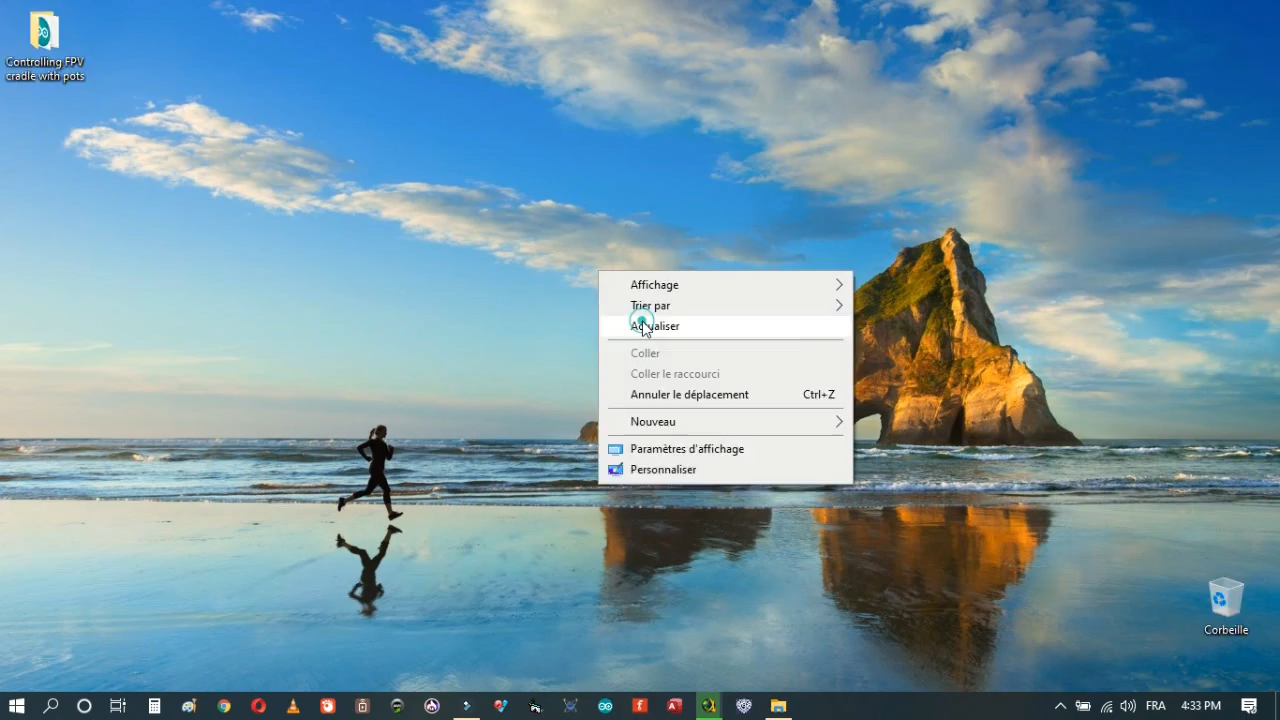 Controlling FPV
cradle with pots
Affichage
Trier par
Actualiser
Coller
Coller le raccourci
Annuler le déplacement Ctrl+Z
Nouveau
Paramètres d'affichage
Personnaliser
Corbeille
FRA 4:33 PM